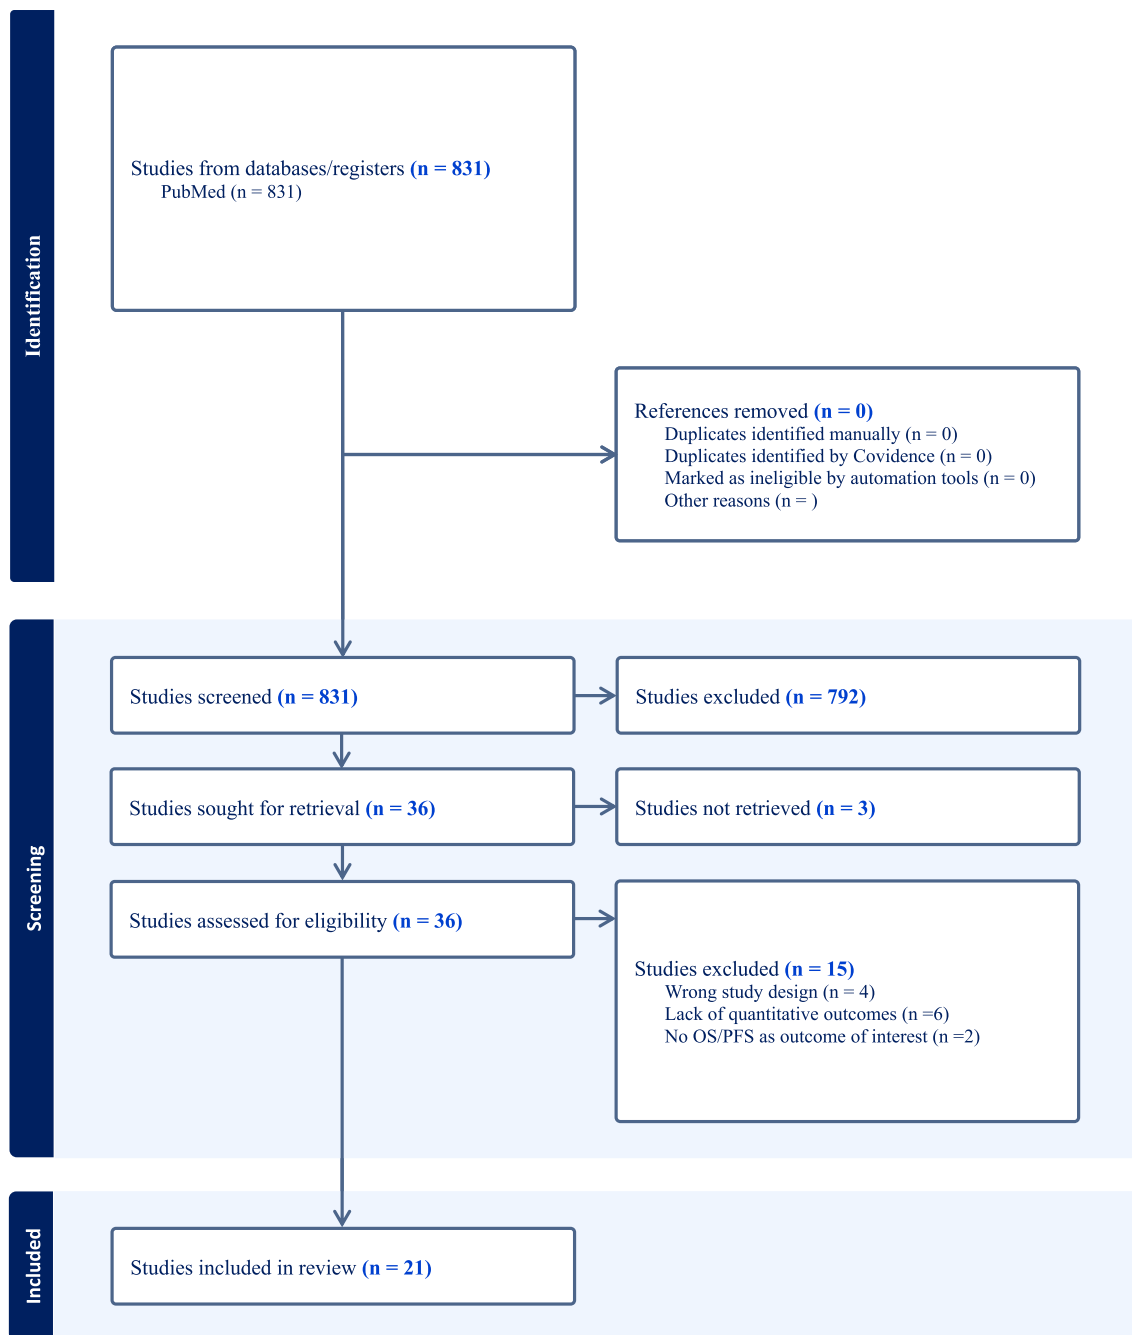 Identification
Studies from databases/registers (n = 831)
PubMed (n = 831)
References removed (n = 0)
Duplicates identified manually (n = 0)
Duplicates identified by Covidence (n = 0)
Marked as ineligible by automation tools (n = 0)
Other reasons (n = )
Screening
Studies screened (n = 831)
Studies excluded (n = 792)
Studies sought for retrieval (n = 36)
Studies not retrieved (n = 3)
Studies assessed for eligibility (n = 36)
Studies excluded (n = 15)
Wrong study design (n = 4)
Lack of quantitative outcomes (n =6)
No OS/PFS as outcome of interest (n =2)
Included
Studies included in review (n = 21)